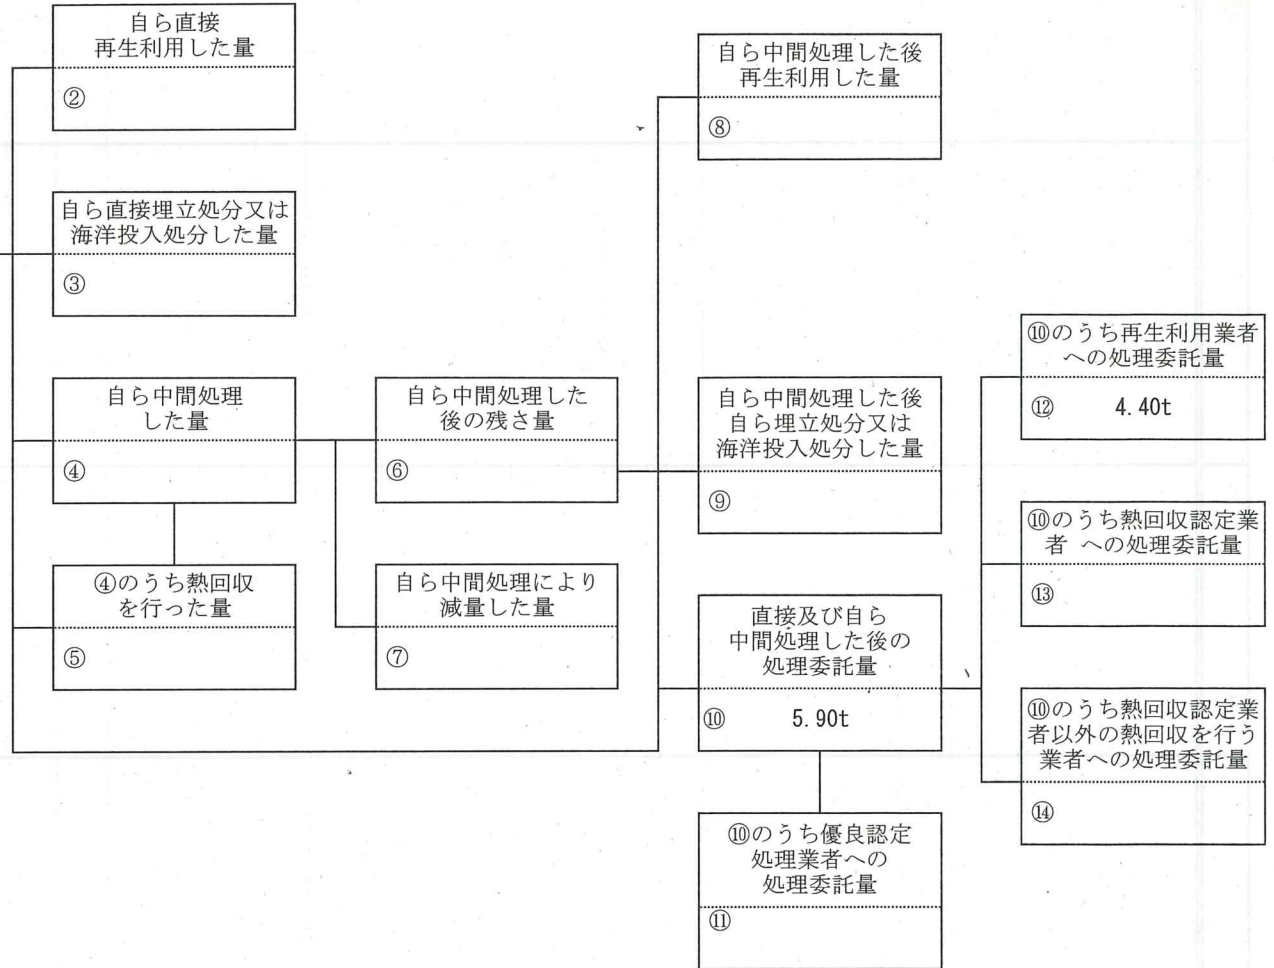 自ら直接
再生利用した量
②
自ら直接埋立処分又は
海洋投入処分した量
③
自ら中間処理
した量
④
④のうち熱回収
を行った量
⑤
自ら中間処理した
後の残さ量
⑥
自ら中間処理により
減量した量
⑦
自ら中間処理した後
再生利用した量
⑧
自ら中間処理した後
自ら埋立処分又は
海洋投入処分した量
⑨
直接及び自ら
中間処理した後の
処理委託量
⑩ 5.90t
⑩のうち優良認定
処理業者への
処理委託量
⑪
⑩のうち再生利用業者
への処理委託量
⑫ 4.40t
⑩のうち熱回収認定業
者 への処理委託量
⑬
⑩のうち熱回収認定業
者以外の熱回収を行う
業者への処理委託量
⑭